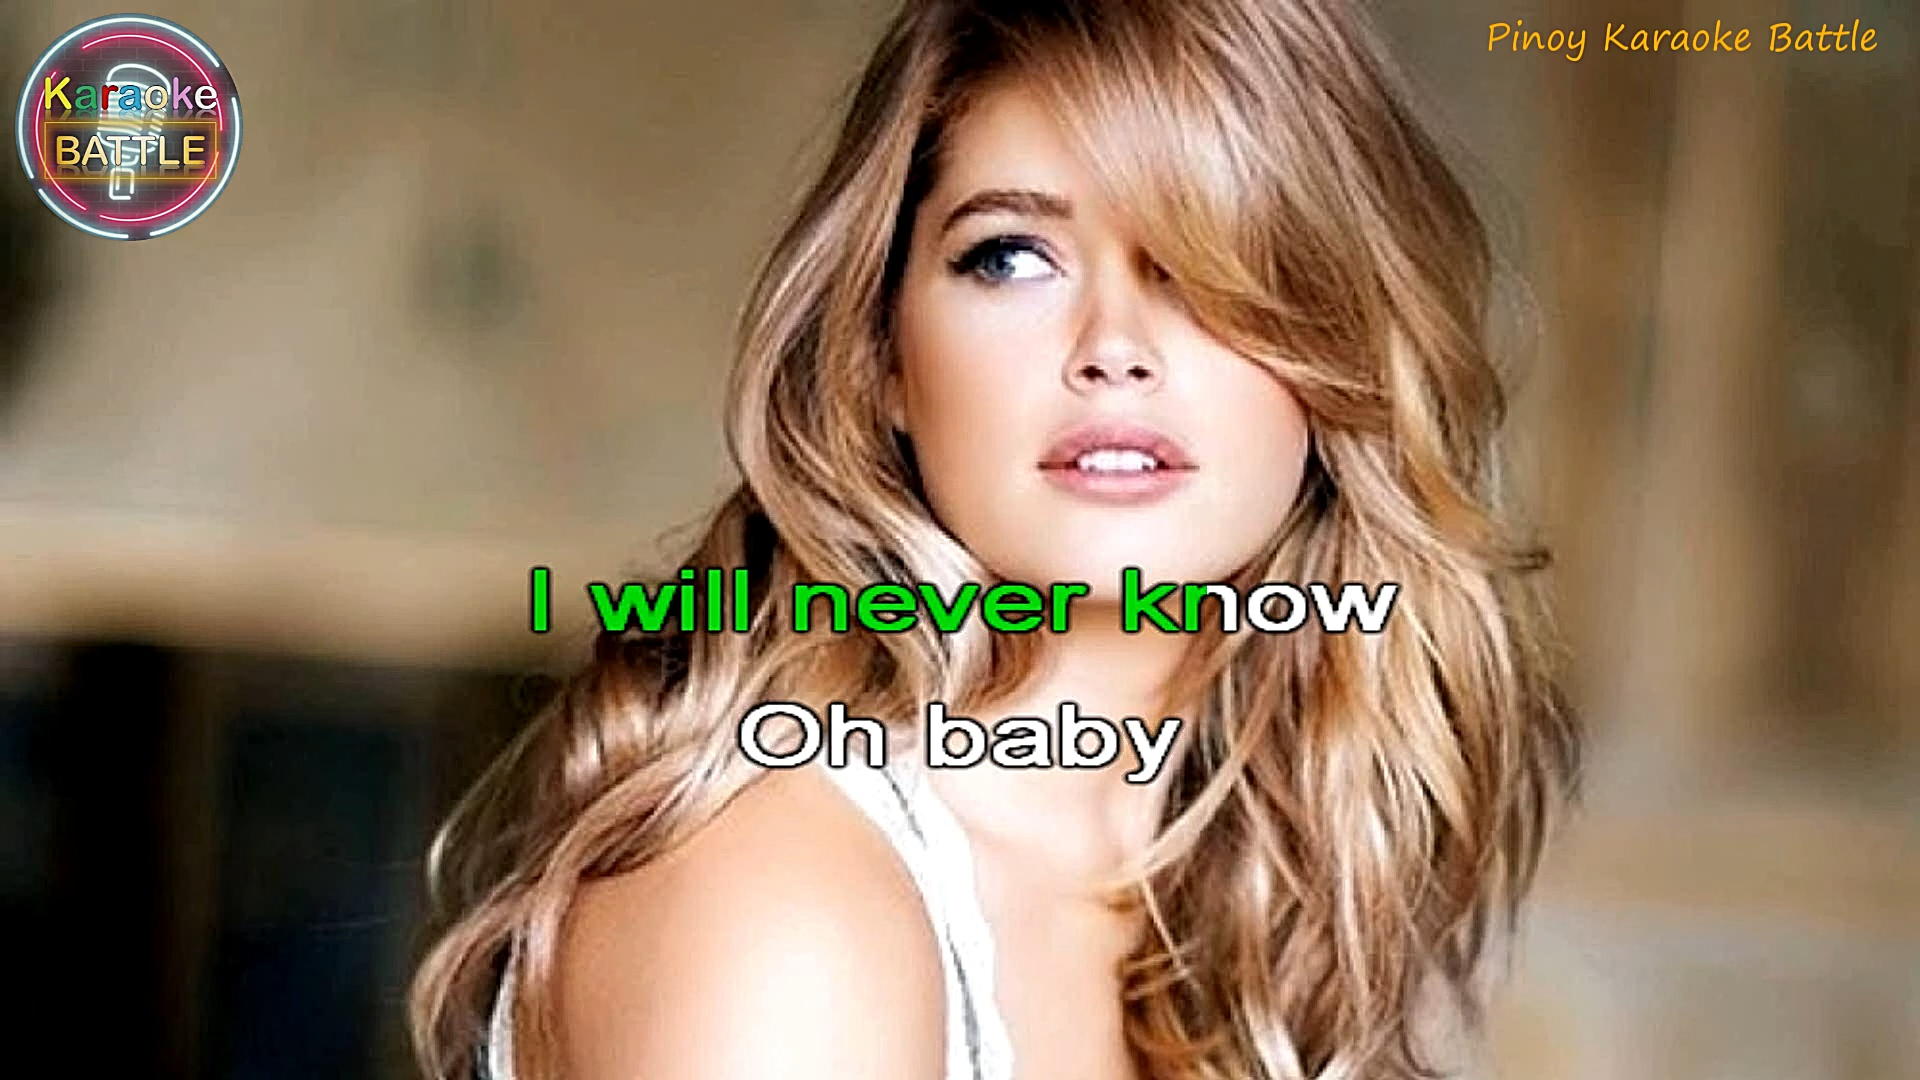 Karaoke
BATTLE
Pinoy Karaoke Battle
I will never know
Oh baby